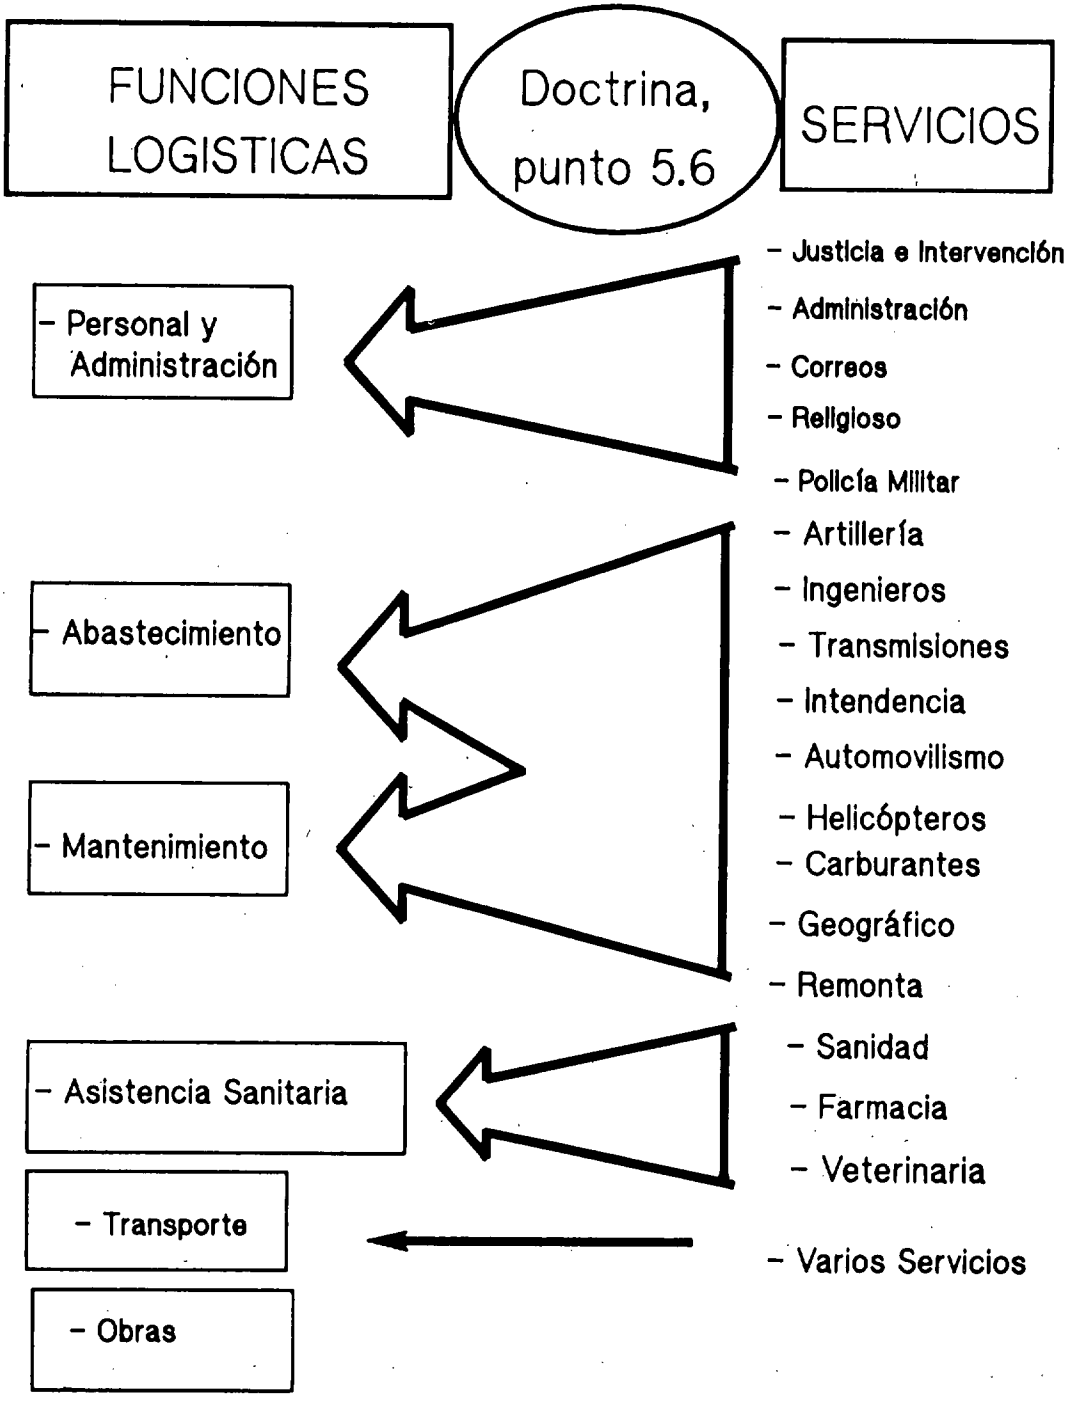 FUNCIONES
LOGISTICAS
Doctrina,
punto 5.6
SERVICIOS
- Personal y
Administración
- Justicia e Intervención
- Administración
- Correos
- Religioso
- Policía Militar
- Abastecimiento
- Mantenimiento
- Artillería
- Ingenieros
- Transmisiones
- Intendencia
- Automovilismo
- Helicópteros
- Carburantes
- Geográfico
- Remonta
- Asistencia Sanitaria
- Sanidad
- Farmacia
- Veterinaria
- Transporte
- Varios Servicios
- Obras